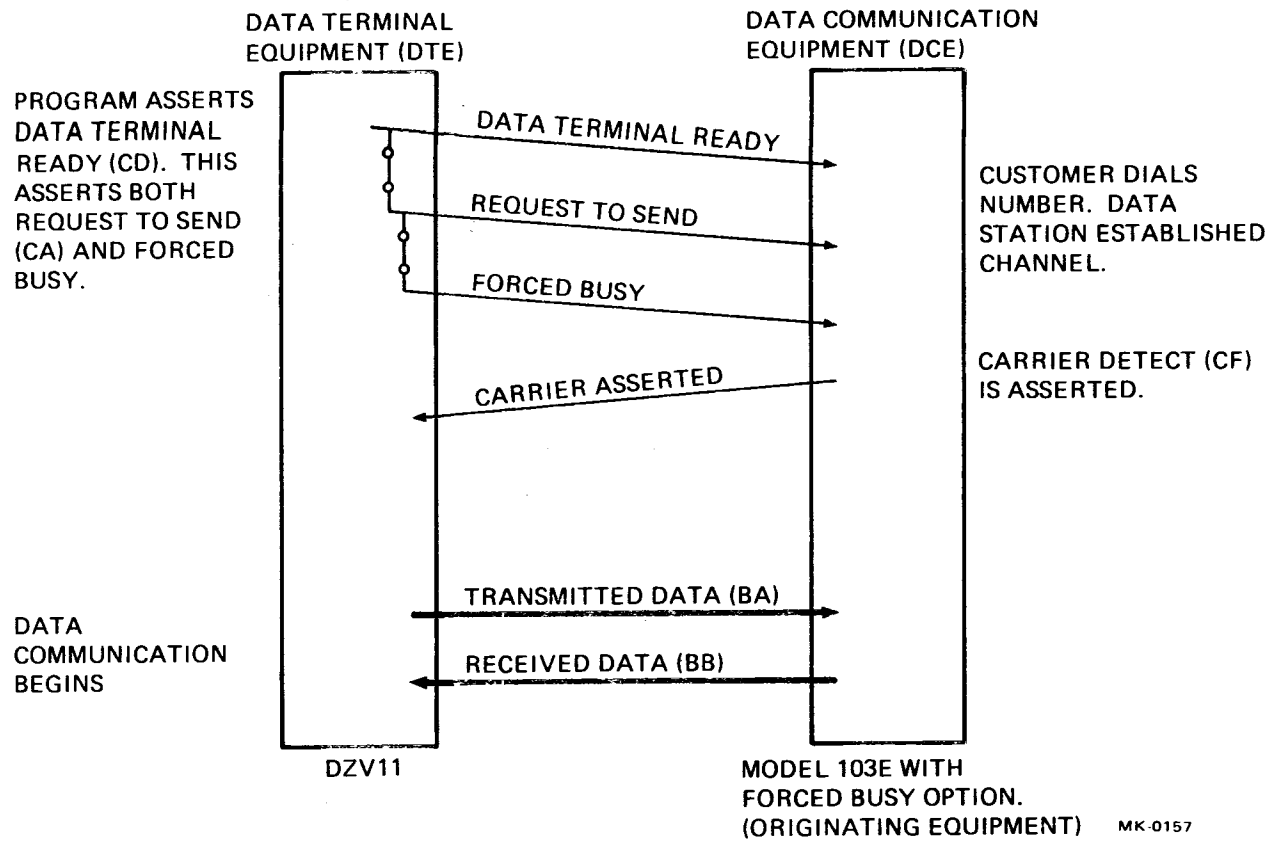 DATA TERMINAL
EQUIPMENT (DTE)
DATA COMMUNICATION
EQUIPMENT (DCE)
PROGRAM ASSERTS
DATA TERMINAL
READY (CD). THIS
ASSERTS BOTH
REQUEST TO SEND
(CA) AND FORCED
BUSY.
DATA TERMINAL READY
REQUEST TO SEND
FORCED BUSY
CARRIER ASSERTED
CUSTOMER DIALS
NUMBER. DATA
STATION ESTABLISHED
CHANNEL.
CARRIER DETECT (CF)
IS ASSERTED.
TRANSMITTED DATA (BA)
RECEIVED DATA (BB)
DATA
COMMUNICATION
BEGINS
DZV11
MODEL 103E WITH
FORCED BUSY OPTION.
(ORIGINATING EQUIPMENT)
MK-0157